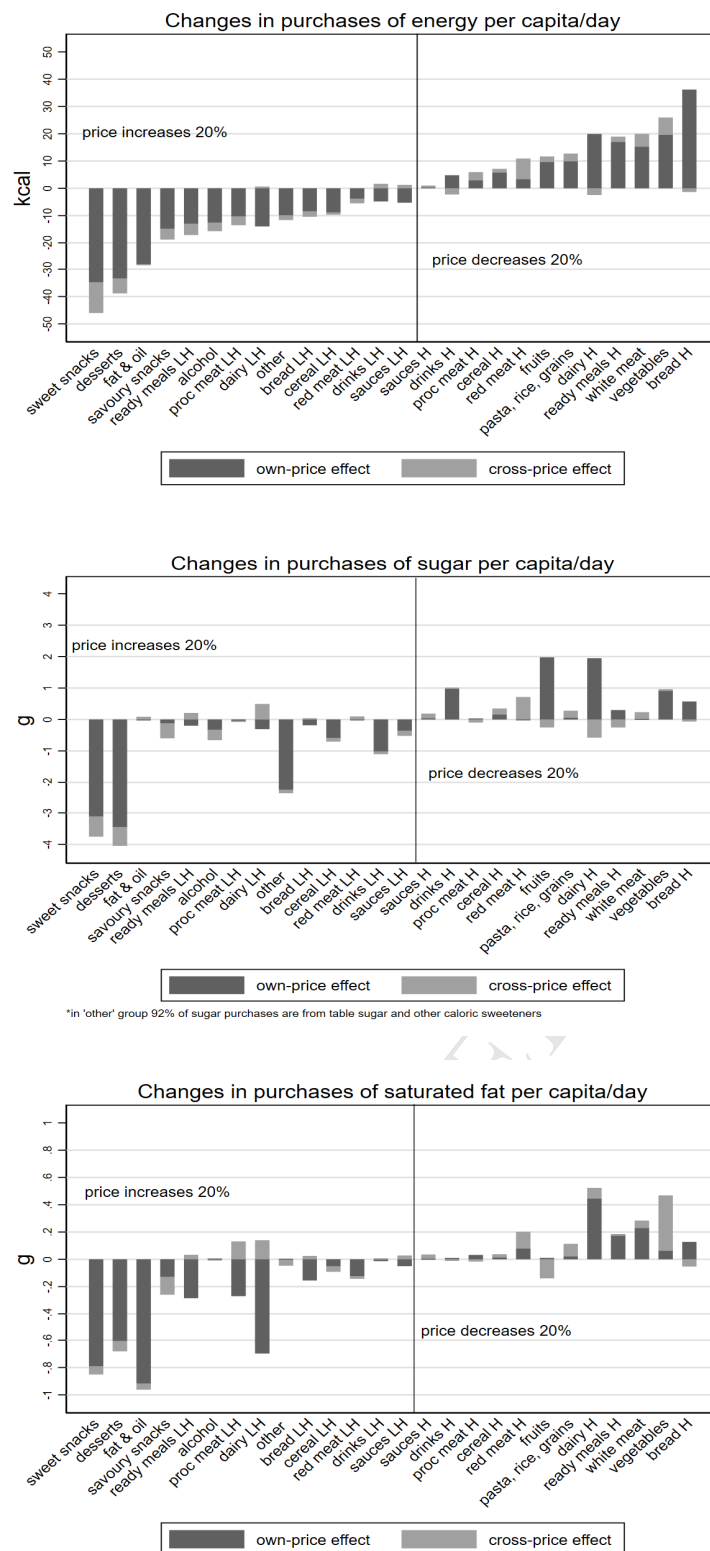 Changes in purchases of energy per capita/day
kcal
50
40
30
20
10
0
-10
-20
-30
-40
-50
price increases 20%
price decreases 20%
sweet snacks
desserts
fat & oil
savoury snacks
ready meals LH
alcohol
proc meat LH
dairy LH
other
bread LH
cereal LH
red meat LH
drinks LH
sauces LH
sauces H
drinks H
proc meat H
cereal H
red meat H
fruits
pasta, rice, grains
dairy H
ready meals H
white meat
vegetables
bread H
own-price effect cross-price effect
Changes in purchases of sugar per capita/day
g
4
3
2
1
0
-1
-2
-3
-4
price increases 20%
price decreases 20%
sweet snacks
desserts
fat & oil
savoury snacks
ready meals LH
alcohol
proc meat LH
dairy LH
other
bread LH
cereal LH
red meat LH
drinks LH
sauces LH
sauces H
drinks H
proc meat H
cereal H
red meat H
fruits
pasta, rice, grains
dairy H
ready meals H
white meat
vegetables
bread H
own-price effect cross-price effect
*in 'other' group 92% of sugar purchases are from table sugar and other caloric sweeteners
Changes in purchases of saturated fat per capita/day
g
1
.8
.6
.4
.2
0
-.2
-.4
-.6
-.8
-1
price increases 20%
price decreases 20%
sweet snacks
desserts
fat & oil
savoury snacks
ready meals LH
alcohol
proc meat LH
dairy LH
other
bread LH
cereal LH
red meat LH
drinks LH
sauces LH
sauces H
drinks H
proc meat H
cereal H
red meat H
fruits
pasta, rice, grains
dairy H
ready meals H
white meat
vegetables
bread H
own-price effect cross-price effect